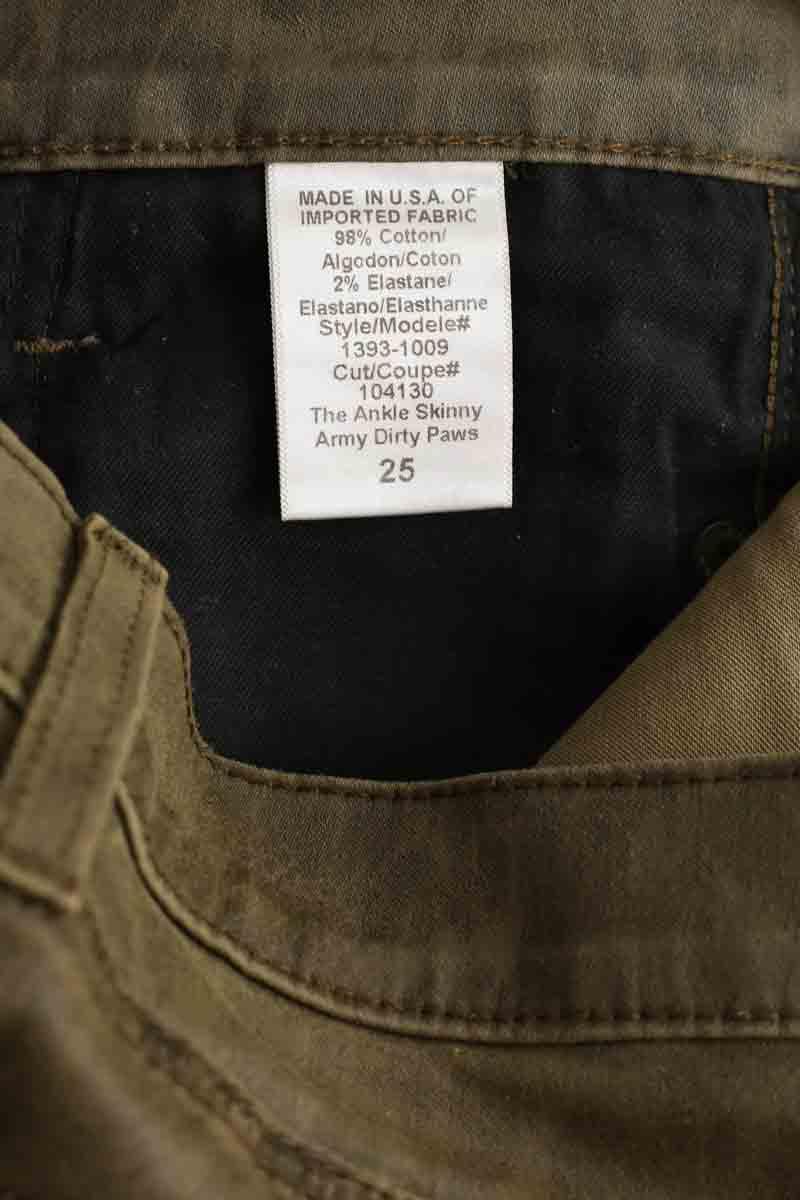 MADE IN U.S.A. OF
IMPORTED FABRIC
98% Cotton/
Algodon/Coton
2% Elastane/
Elastano/Elasthanne
Style/Modele#
1393-1009
Cut/Coupe#
104130
The Ankle Skinny
Army Dirty Paws
25